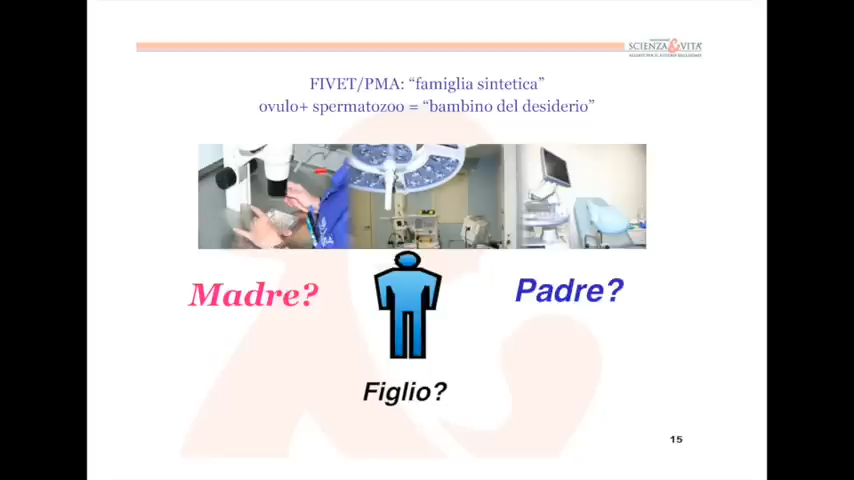 SCIENZA&VITA
FIVET/PMA: “famiglia sintetica”
ovulo+ spermatozoo = “bambino del desiderio”
Madre?
Padre?
Figlio?
15